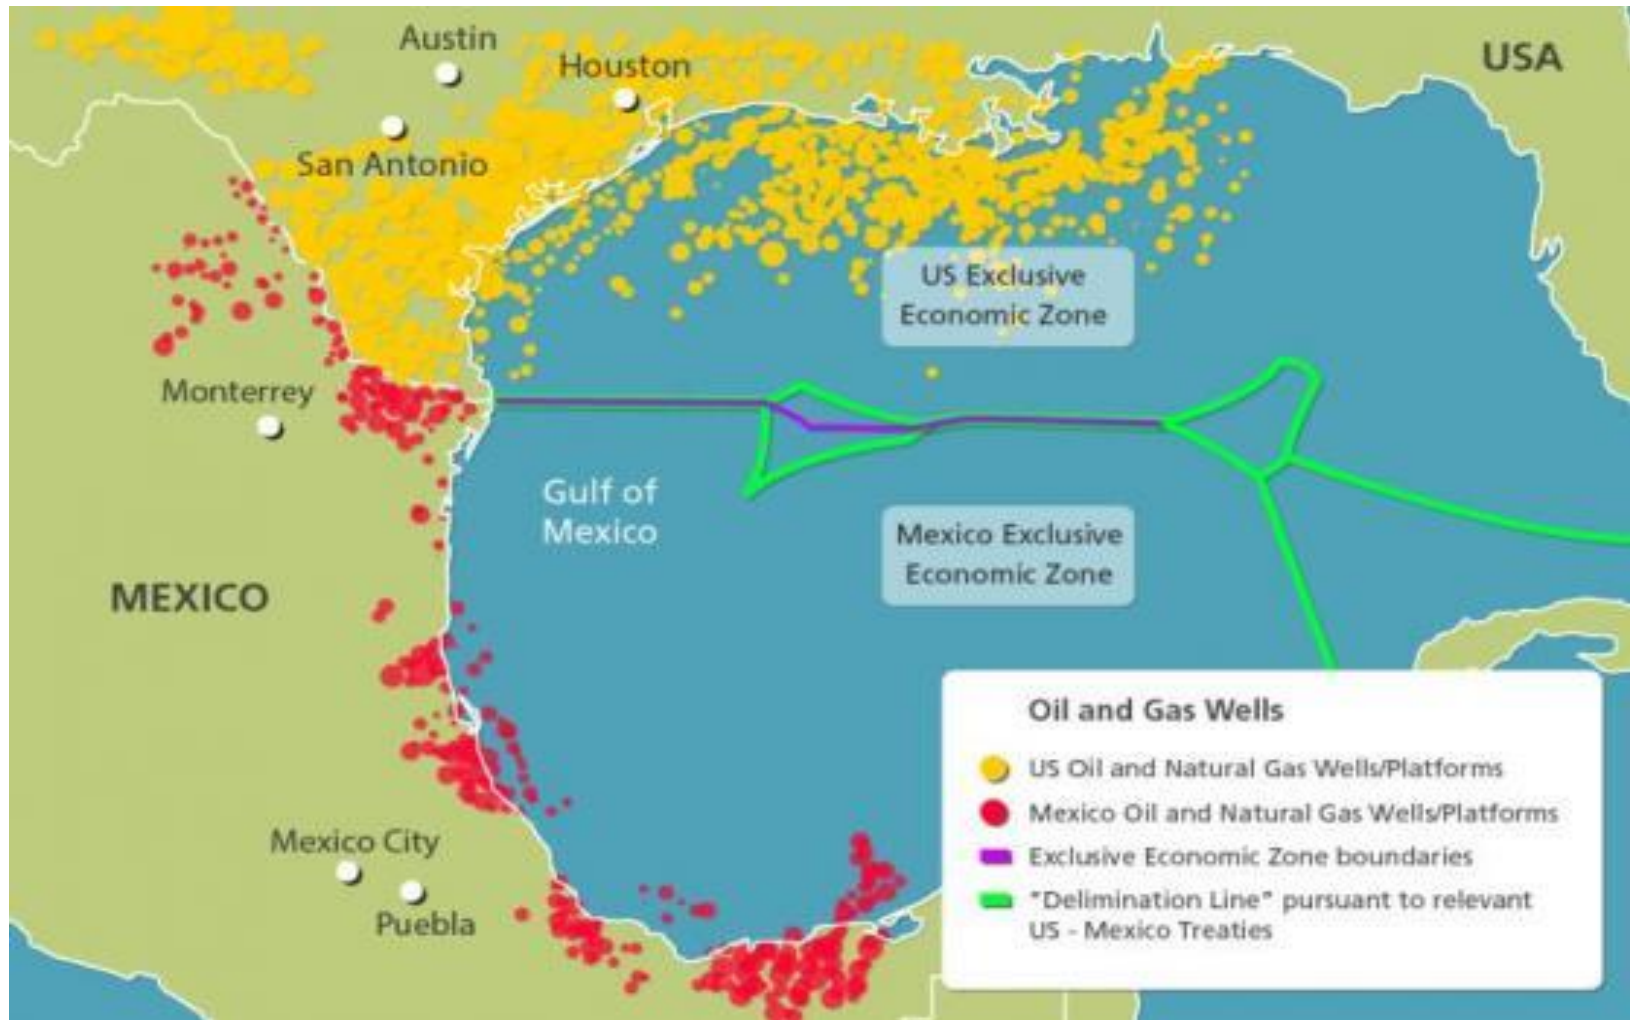 Austin
Houston
USA
San Antonio
US Exclusive
Economic Zone
Monterrey
Gulf of
Mexico
Mexico Exclusive
Economic Zone
MEXICO
Oil and Gas Wells
US Oil and Natural Gas Wells/Platforms
Mexico Oil and Natural Gas Wells/Platforms
Exclusive Economic Zone boundaries
"Delimination Line" pursuant to relevant
US - Mexico Treaties
Mexico City
Puebla